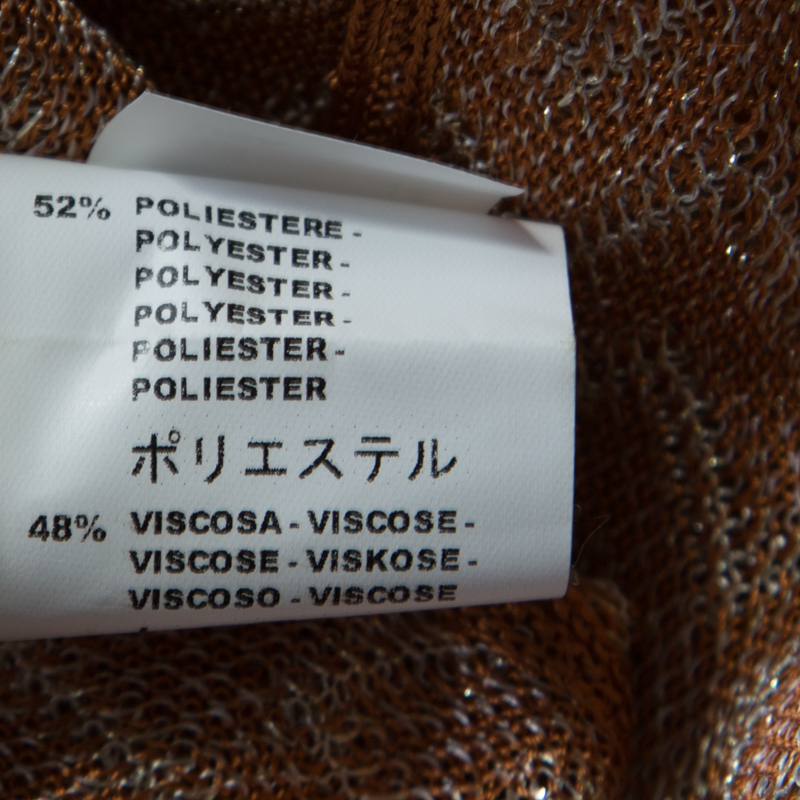 52% POLIESTERE -
POLYESTER -
POLYESTER -
POLYESTER -
POLIESTER -
POLIESTER
ポリエステル
48% VISCOSA - VISCOSE -
VISCOSE - VISKOSE -
VISCOSO - VISCOSE